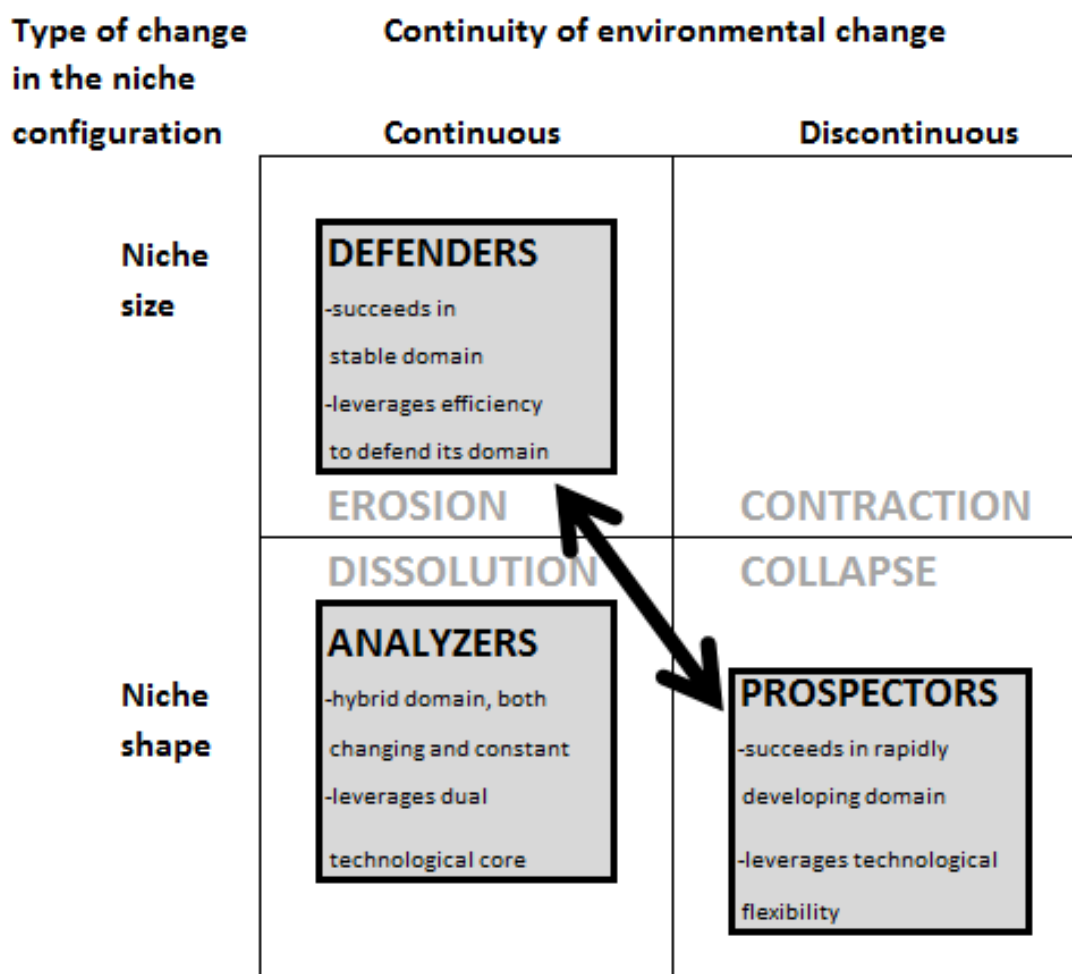 Type of change
in the niche
configuration
Continuity of environmental change
Continuous
Discontinuous
Niche
size
DEFENDERS
-succeeds in
stable domain
-leverages efficiency
to defend its domain
EROSION
CONTRACTION
DISSOLUTION
COLLAPSE
Niche
shape
ANALYZERS
-hybrid domain, both
changing and constant
-leverages dual
technological core
PROSPECTORS
-succeeds in rapidly
developing domain
-leverages technological
flexibility